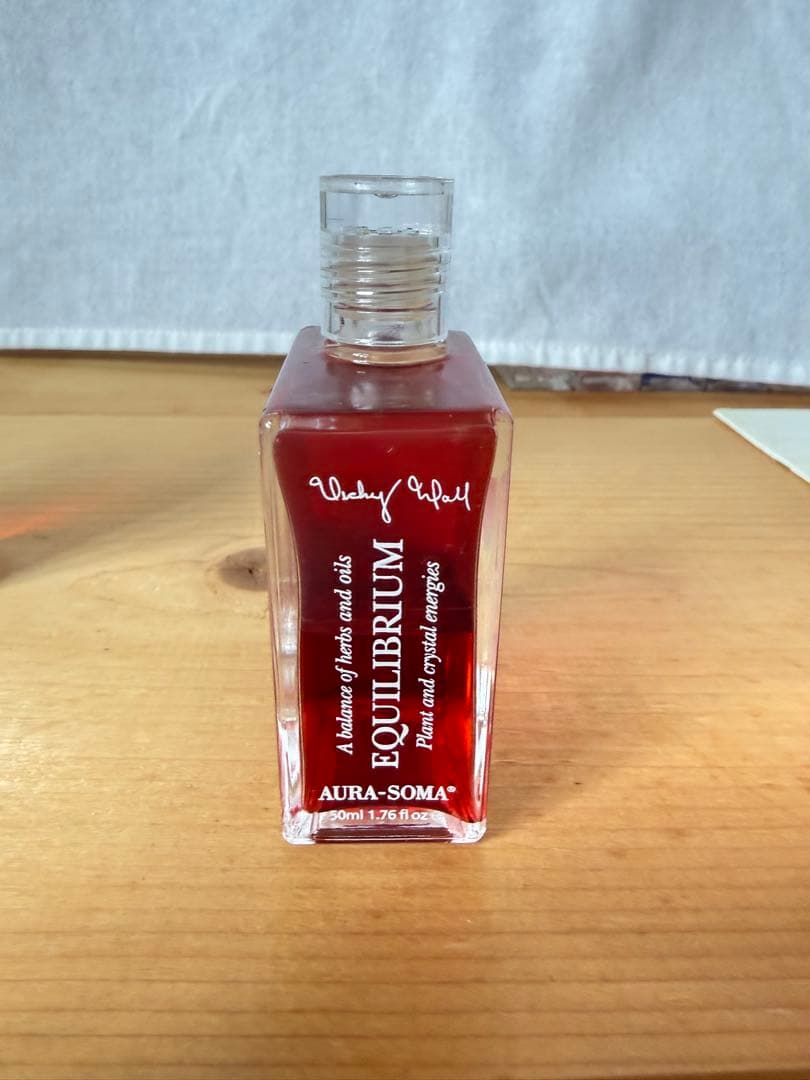 Vicky Wall
A balance of herbs and oils
EQUILIBRIUM
Plant and crystal energies
AURA-SOMA®
50ml 1.76 fl oz e